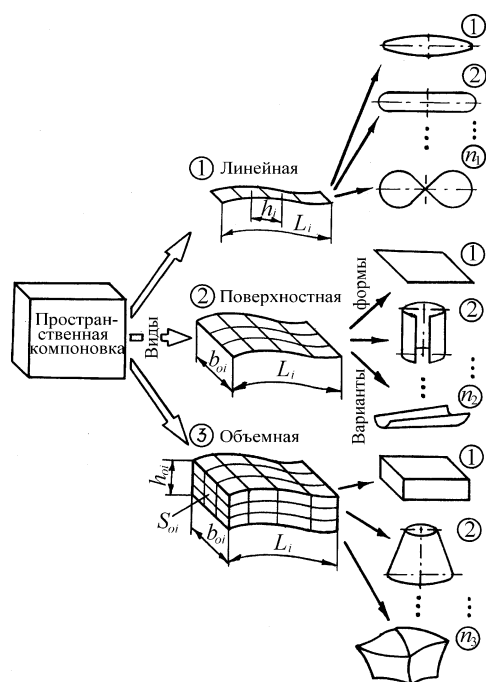 Простран-
ственная
компоновка
Виды
1 Линейная
h_i
L_i
1
2
n_1
2 Поверхностная
b_oi
L_i
Варианты формы
1
2
n_2
3 Объемная
h_oi
S_oi
b_oi
L_i
1
2
n_3